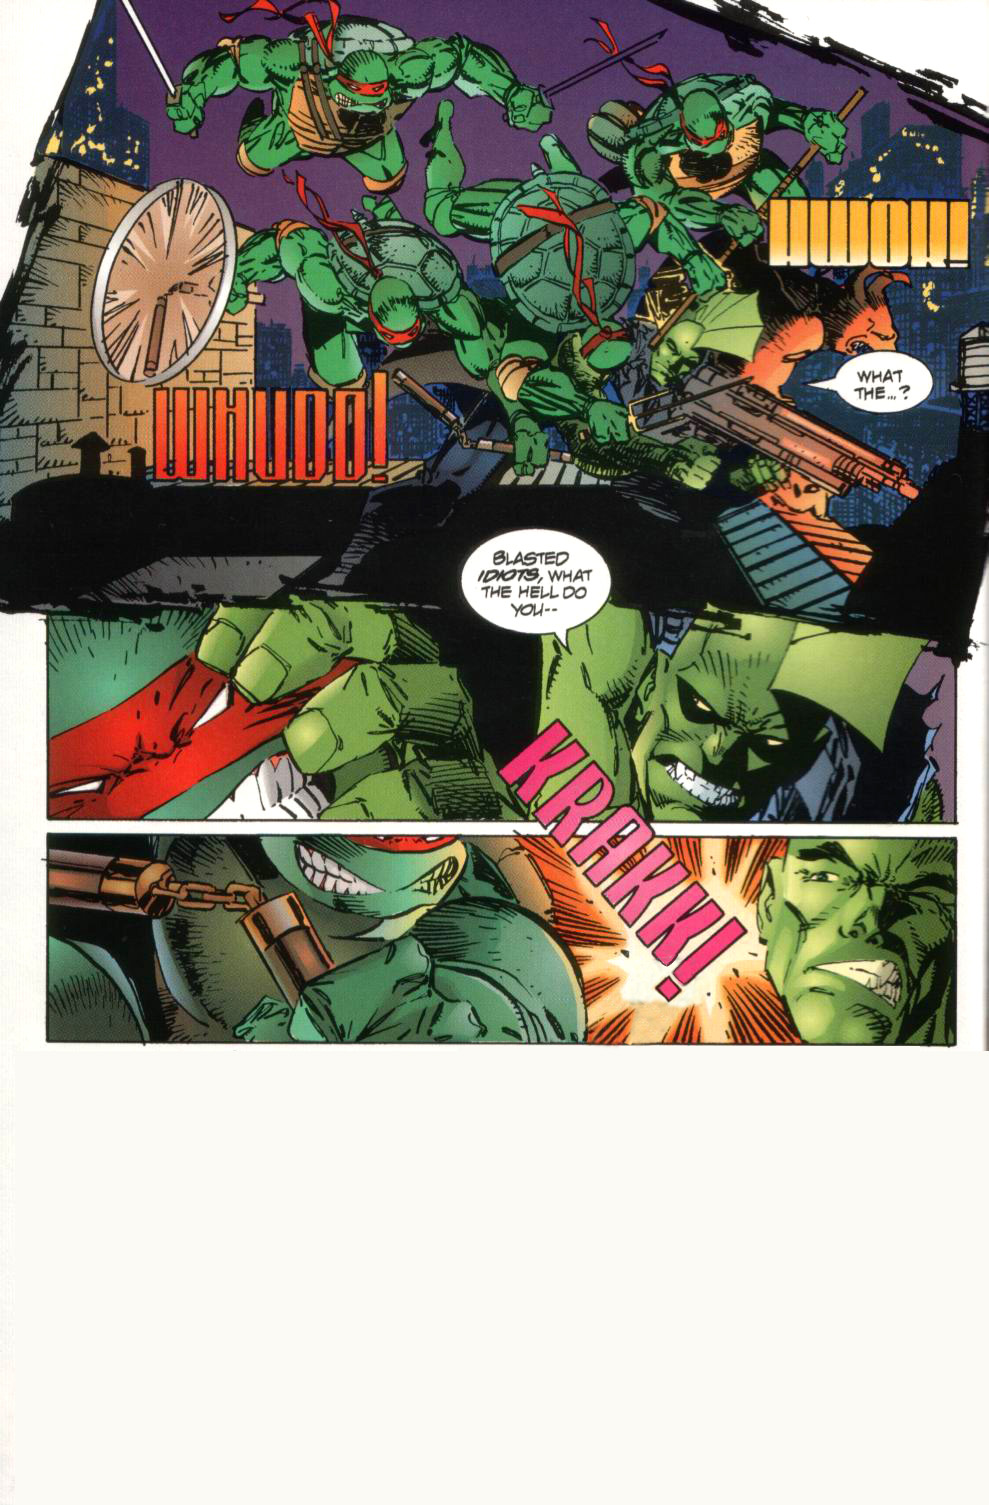 HWOK!
WHAT
THE...?
WHUDD!
BLASTED
IDIOTS, WHAT
THE HELL DO
YOU--
KRAKK!